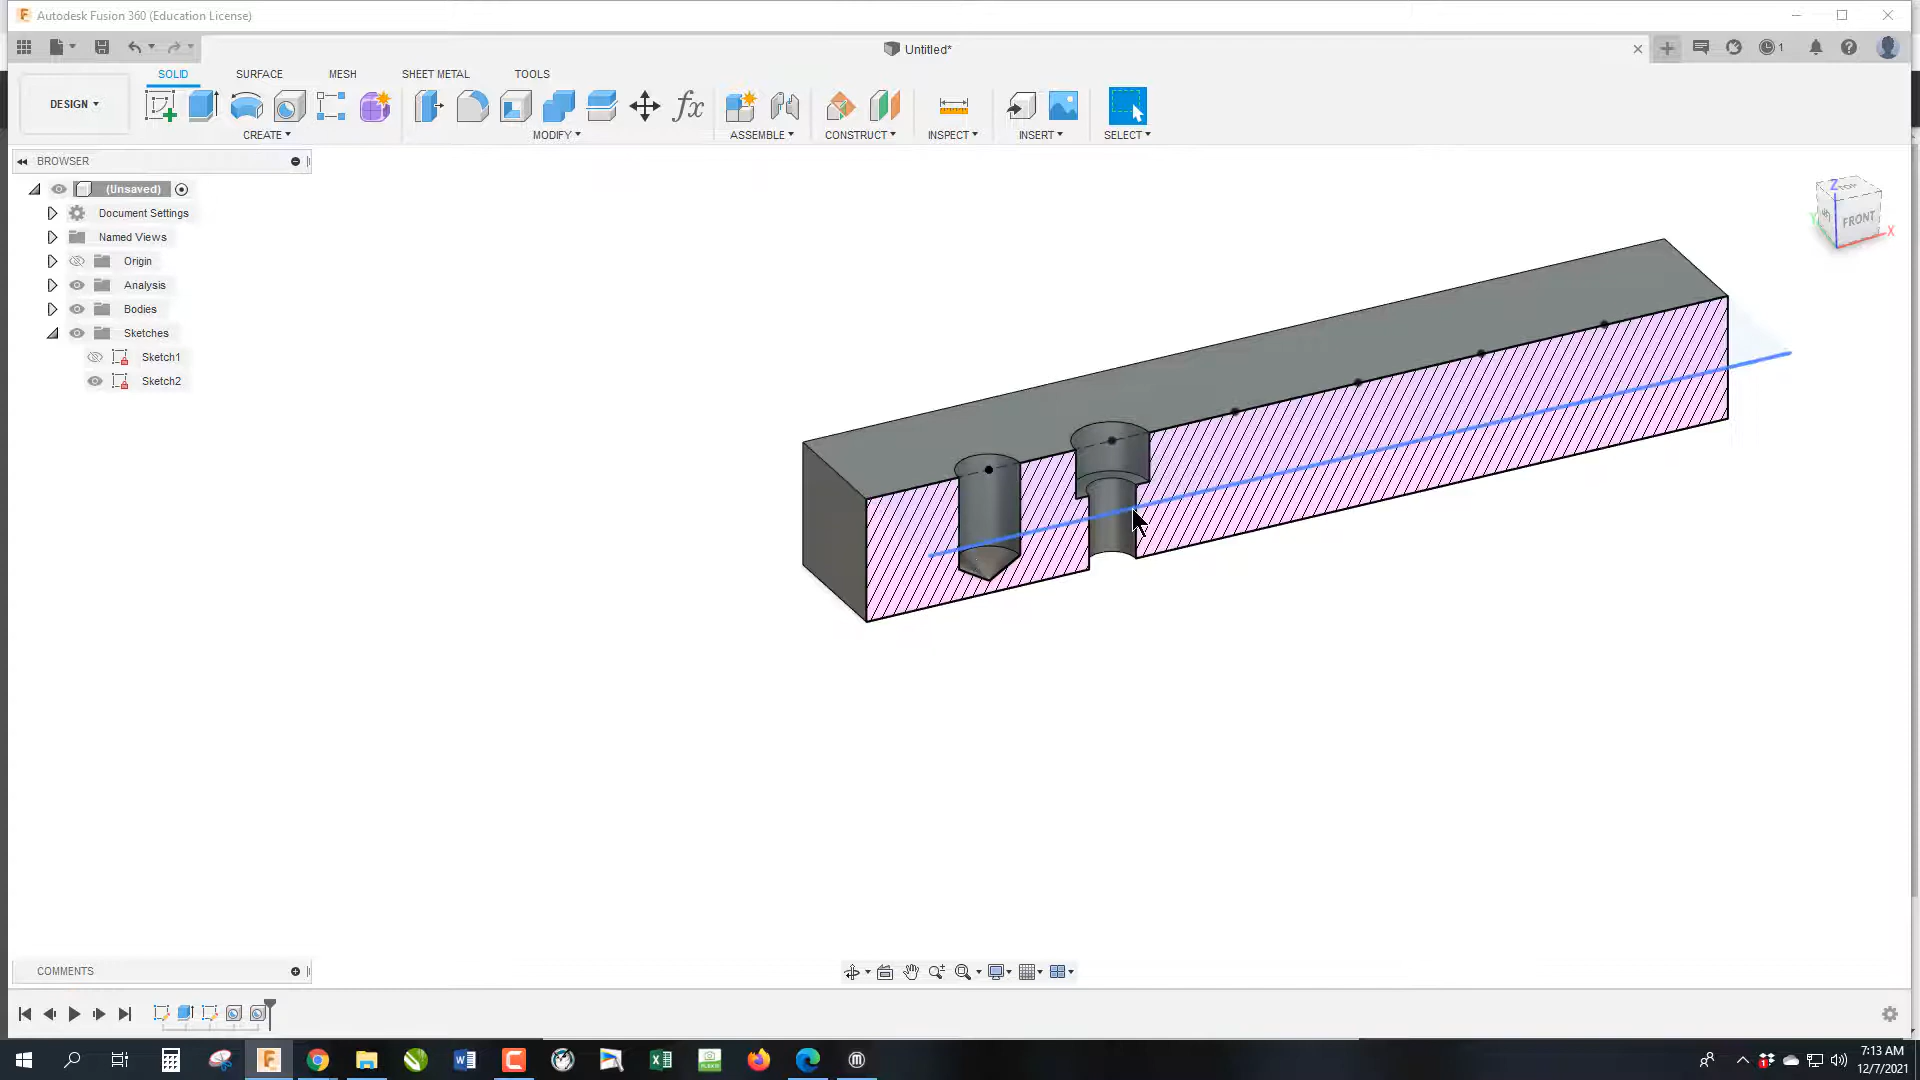 Autodesk Fusion 360 (Education License)
Untitled*
1
DESIGN
SOLID SURFACE MESH SHEET METAL TOOLS
CREATE MODIFY ASSEMBLE CONSTRUCT INSPECT INSERT SELECT
BROWSER
(Unsaved)
Document Settings
Named Views
Origin
Analysis
Bodies
Sketches
Sketch1
Sketch2
Z
TOP
FRONT
Y
X
COMMENTS
7:13 AM
12/7/2021